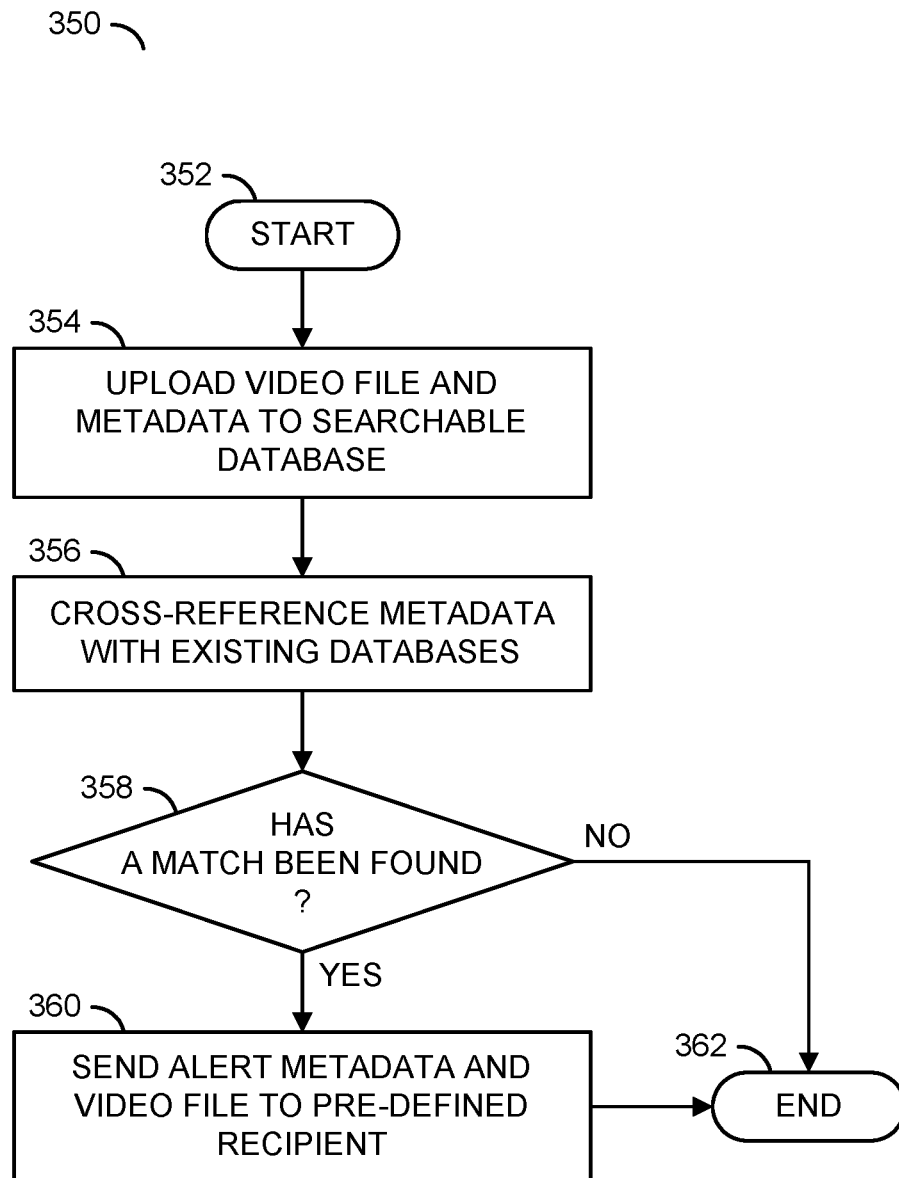 350
352
START
354
UPLOAD VIDEO FILE AND
METADATA TO SEARCHABLE
DATABASE
356
CROSS-REFERENCE METADATA
WITH EXISTING DATABASES
358
HAS
A MATCH BEEN FOUND
?
NO
YES
360
SEND ALERT METADATA AND
VIDEO FILE TO PRE-DEFINED
RECIPIENT
362
END